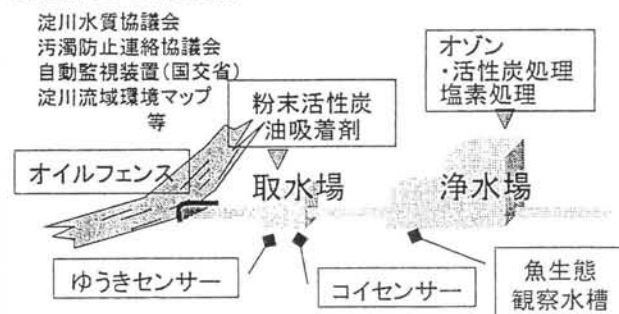 淀川水質協議会
汚濁防止連絡協議会
自動監視装置(国交省)
淀川流域環境マップ
等
オゾン
・活性炭処理
塩素処理
粉末活性炭
油吸着剤
オイルフェンス
取水場
浄水場
ゆうきセンサー
コイセンサー
魚生態
観察水槽